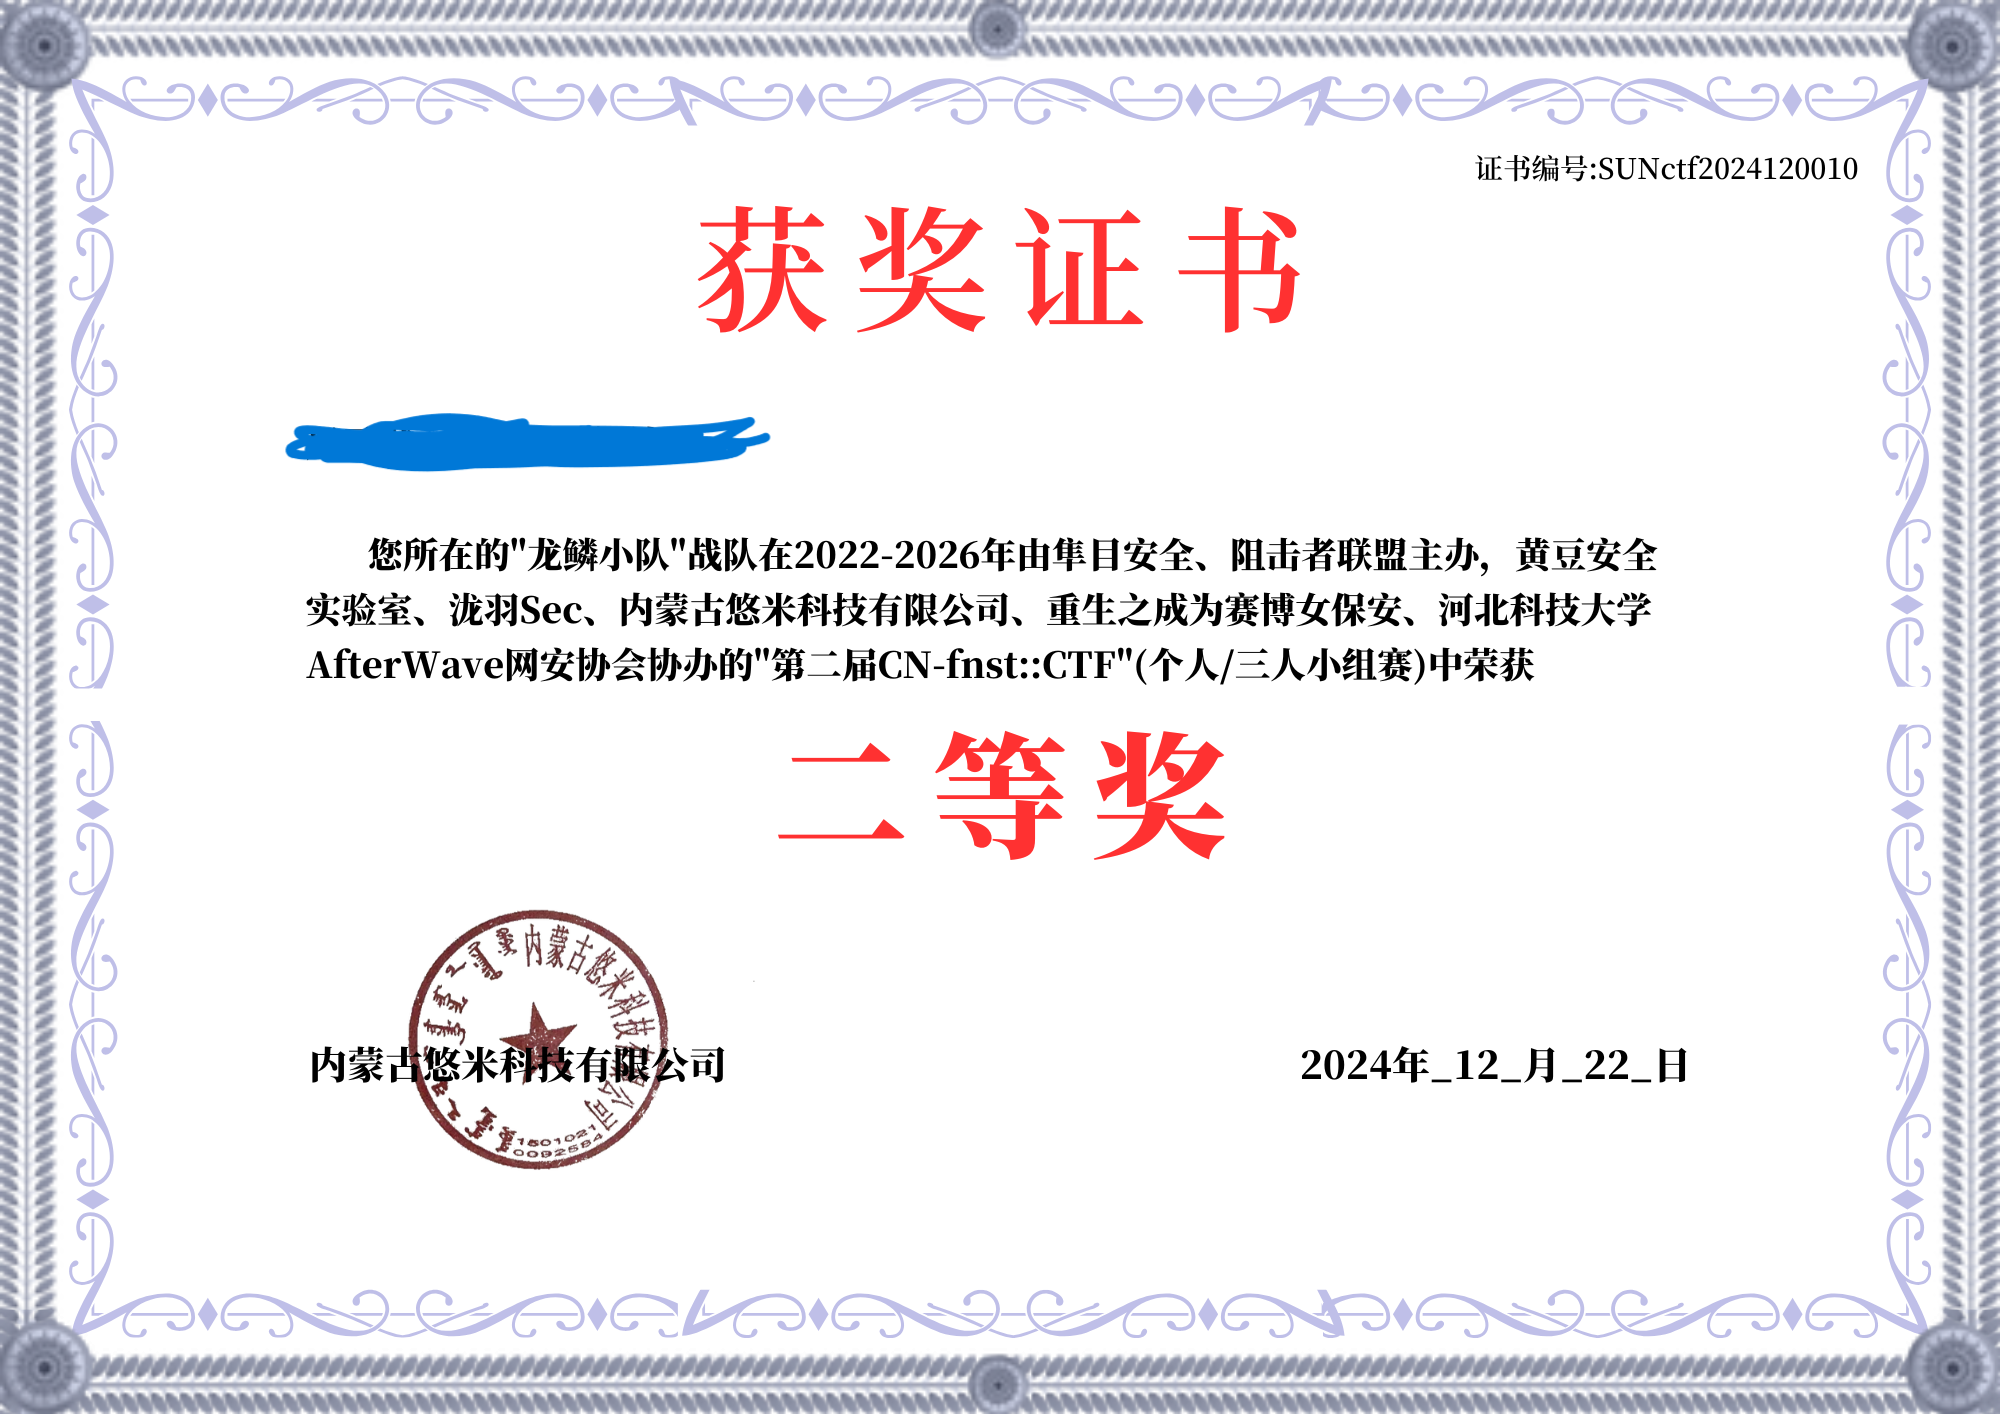 证书编号:SUNctf2024120010
获奖证书
您所在的"龙鳞小队"战队在2022-2026年由隼目安全、阻击者联盟主办，黄豆安全
实验室、泷羽Sec、内蒙古悠米科技有限公司、重生之成为赛博女保安、河北科技大学
AfterWave网安协会协办的"第二届CN-fnst::CTF"(个人/三人小组赛)中荣获
二等奖
内蒙古悠米科技有限公司
1501021
0092584
内蒙古悠米科技有限公司
2024年_12_月_22_日